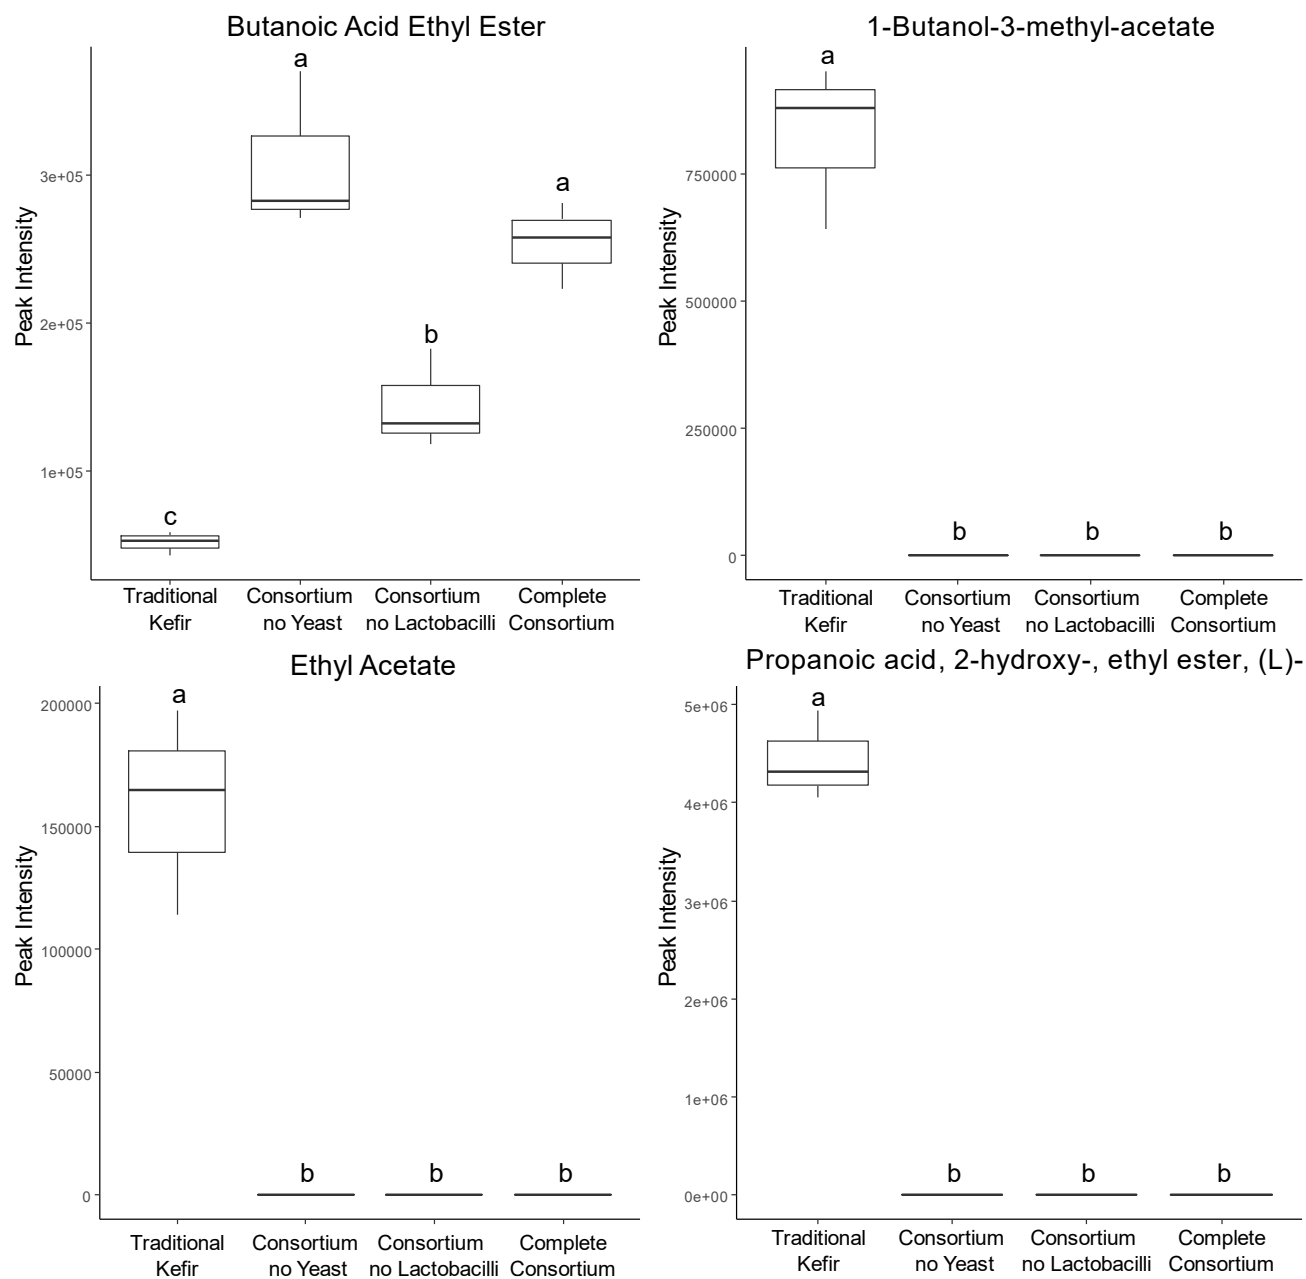 Butanoic Acid Ethyl Ester
a
a
b
c
3e+05
2e+05
1e+05
Peak Intensity
Traditional Kefir
Consortium no Yeast
Consortium no Lactobacilli
Complete Consortium
1-Butanol-3-methyl-acetate
a
b
b
b
750000
500000
250000
0
Peak Intensity
Traditional Kefir
Consortium no Yeast
Consortium no Lactobacilli
Complete Consortium
Ethyl Acetate
a
b
b
b
200000
150000
100000
50000
0
Peak Intensity
Traditional Kefir
Consortium no Yeast
Consortium no Lactobacilli
Complete Consortium
Propanoic acid, 2-hydroxy-, ethyl ester, (L)-
a
b
b
b
5e+06
4e+06
3e+06
2e+06
1e+06
0e+00
Peak Intensity
Traditional Kefir
Consortium no Yeast
Consortium no Lactobacilli
Complete Consortium